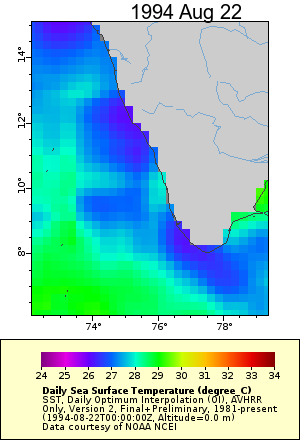 1994 Aug 22
14°
12°
10°
8°
74°
76°
78°
24 25 26 27 28 29 30 31 32 33 34
Daily Sea Surface Temperature (degree_C)
SST, Daily Optimum Interpolation (OI), AVHRR
Only, Version 2, Final+Preliminary, 1981-present
(1994-08-22T00:00:00Z, Altitude=0.0 m)
Data courtesy of NOAA NCEI